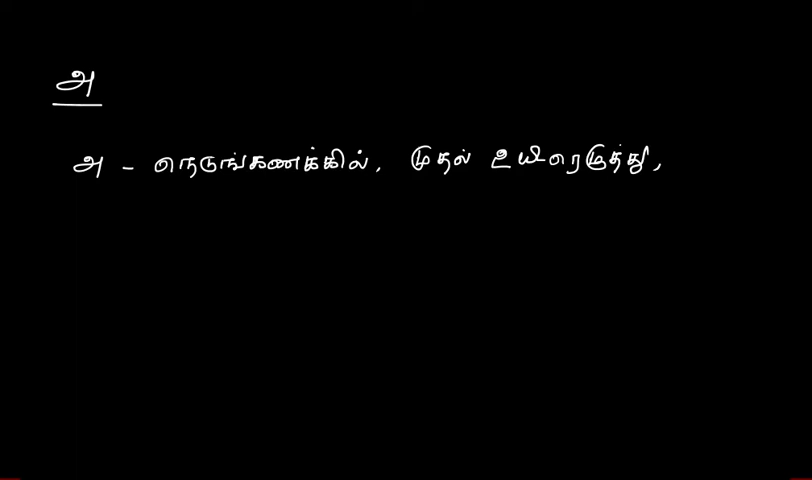 அ
அ - நெடுங்கணக்கில், முதல் உயிரெழுத்து,